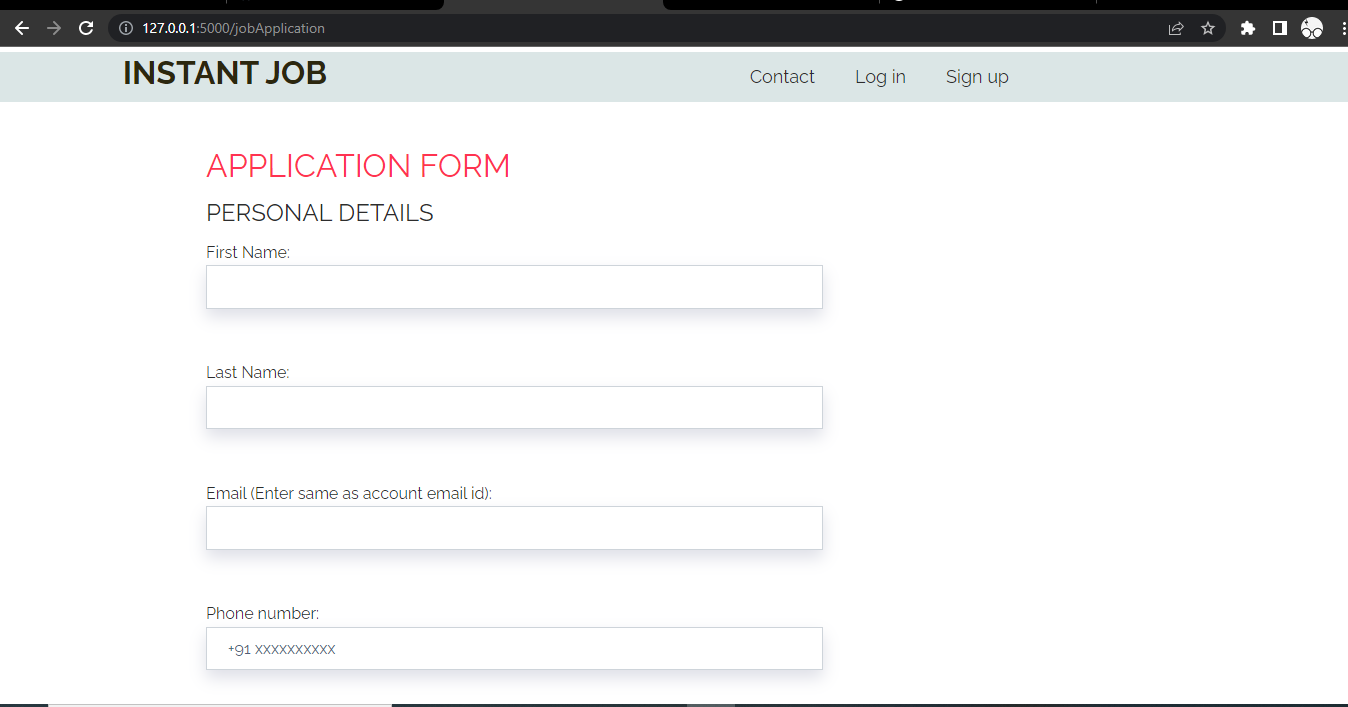 127.0.0.1:5000/jobApplication
INSTANT JOB
Contact
Log in
Sign up
APPLICATION FORM
PERSONAL DETAILS
First Name:
Last Name:
Email (Enter same as account email id):
Phone number:
+91 xxxxxxxxxx